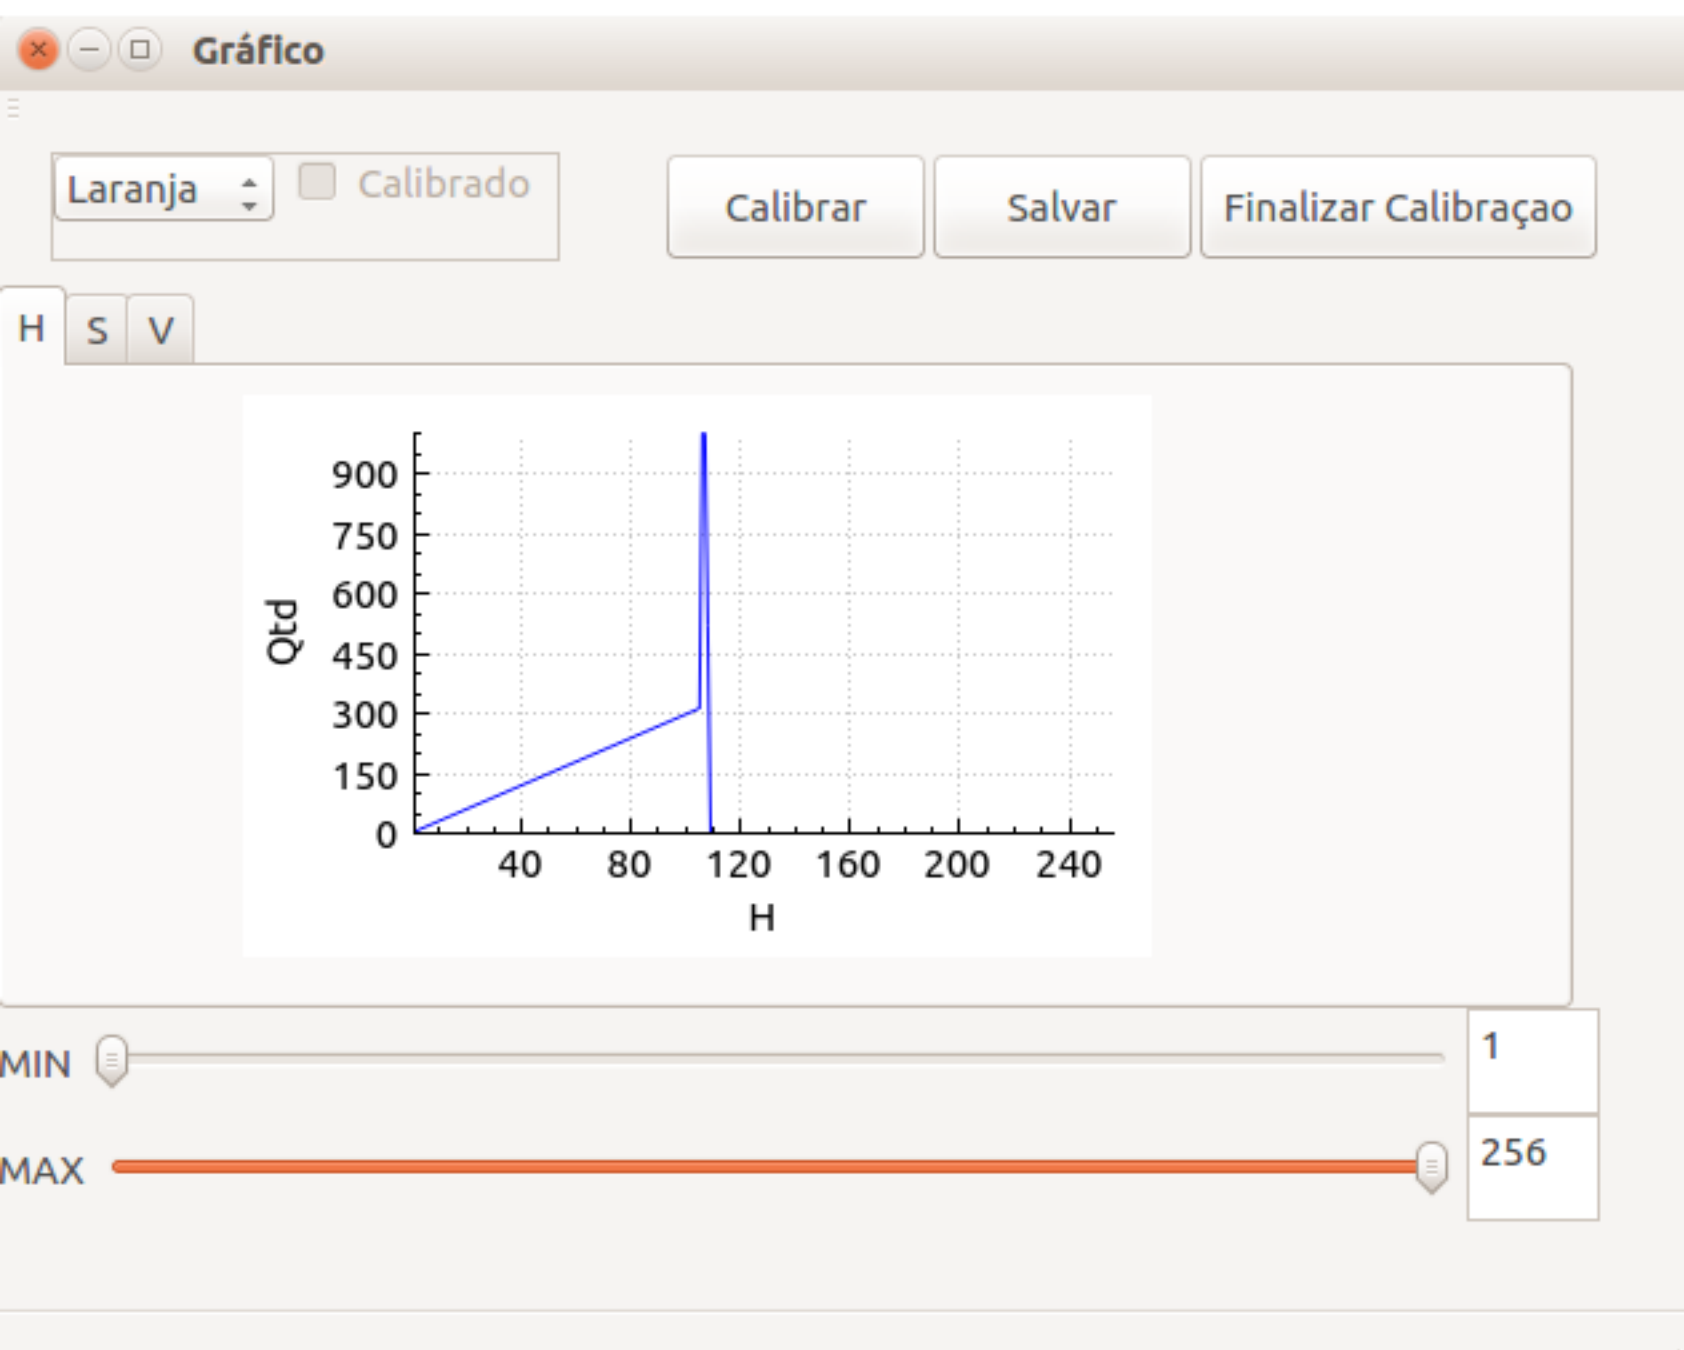 Gráfico
Laranja
Calibrado
Calibrar
Salvar
Finalizar Calibraçao
H
S
V
900
750
600
450
300
150
0
Qtd
40 80 120 160 200 240
H
MIN
1
MAX
256